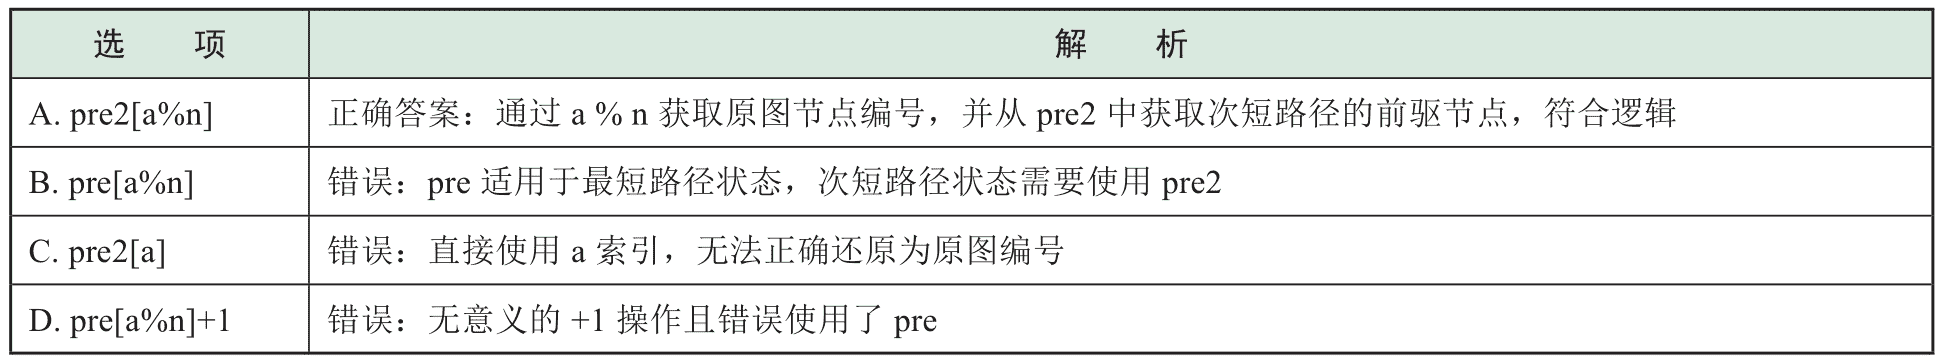 选 项 解 析
A. pre2[a%n] 正确答案：通过 a % n 获取原图节点编号，并从 pre2 中获取次短路径的前驱节点，符合逻辑
B. pre[a%n] 错误：pre 适用于最短路径状态，次短路径状态需要使用 pre2
C. pre2[a] 错误：直接使用 a 索引，无法正确还原为原图编号
D. pre[a%n]+1 错误：无意义的 +1 操作且错误使用了 pre